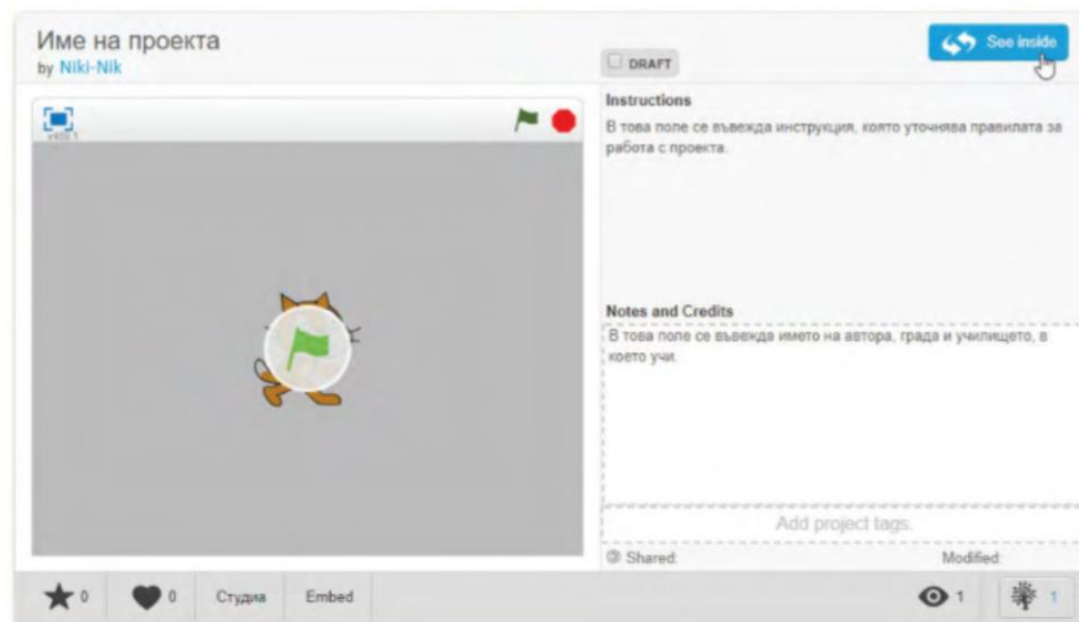 Име на проекта
by Niki-Nik
See inside
DRAFT
v459.1
Instructions
В това поле се въвежда инструкция, която уточнява правилата за
работа с проекта.
Notes and Credits
В това поле се въвежда името на автора, града и училището, в
което учи.
Add project tags.
Shared:
Modified:
0
0
Студиа
Embed
1
1